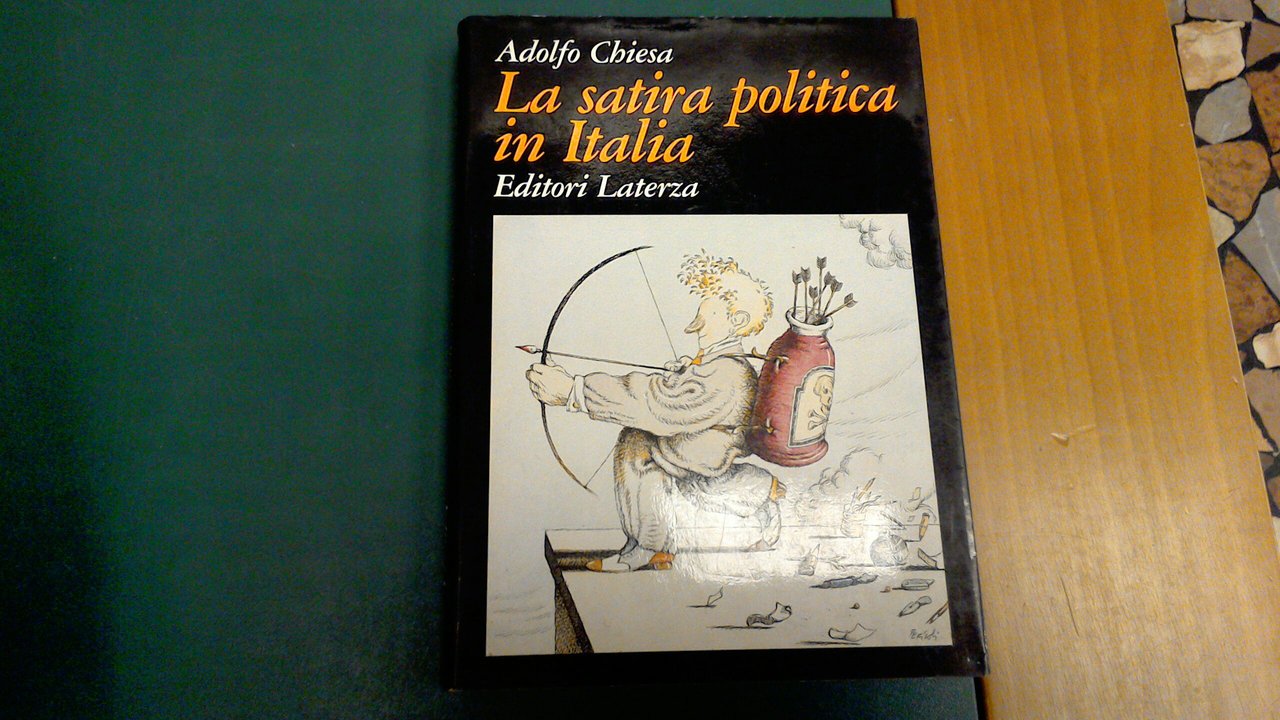 Adolfo Chiesa
La satira politica
in Italia
Editori Laterza